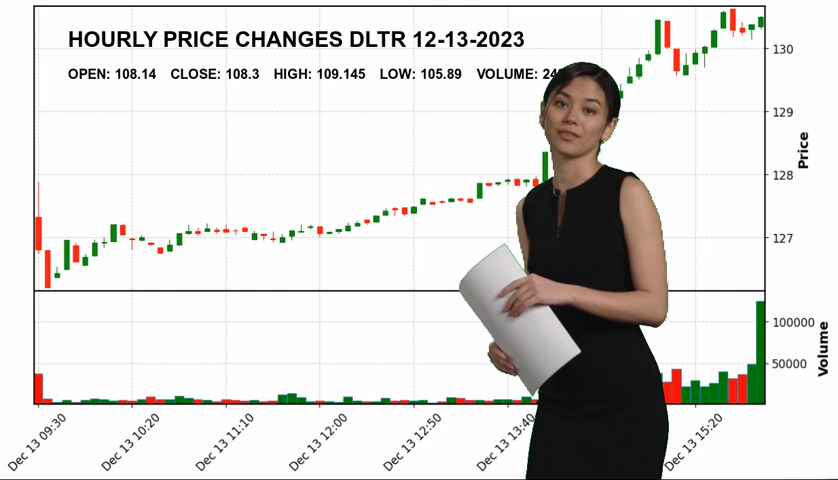 HOURLY PRICE CHANGES DLTR 12-13-2023
OPEN: 108.14 CLOSE: 108.3 HIGH: 109.145 LOW: 105.89 VOLUME:
130
129
128
127
Price
100000
50000
Volume
Dec 13 09:30
Dec 13 10:20
Dec 13 11:10
Dec 13 12:00
Dec 13 12:50
Dec 13 13:40
Dec 13 15:20